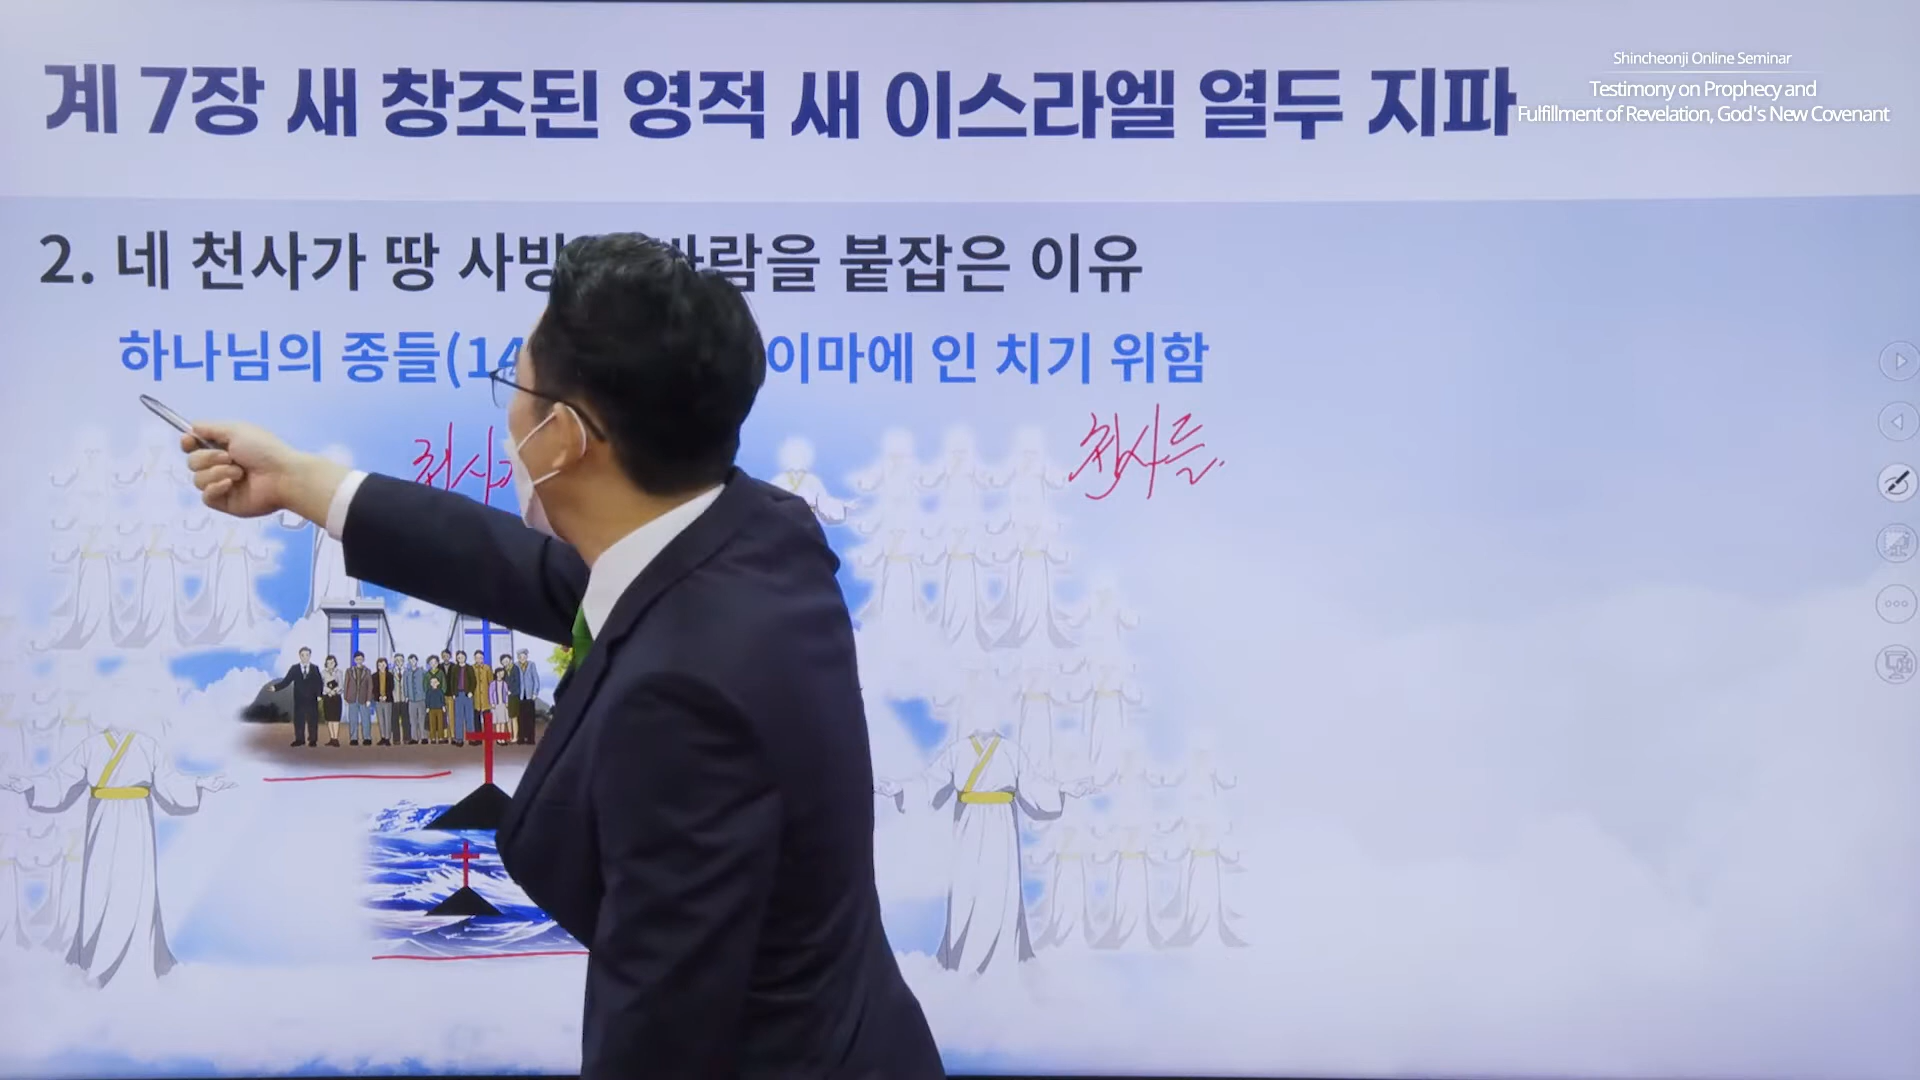 Shincheonji Online Seminar
Testimony on Prophecy and
Fulfillment of Revelation, God's New Covenant
계 7장 새 창조된 영적 새 이스라엘 열두 지파
2. 네 천사가 땅 사방 바람을 붙잡은 이유
하나님의 종들(14 이마에 인 치기 위함
천사들.